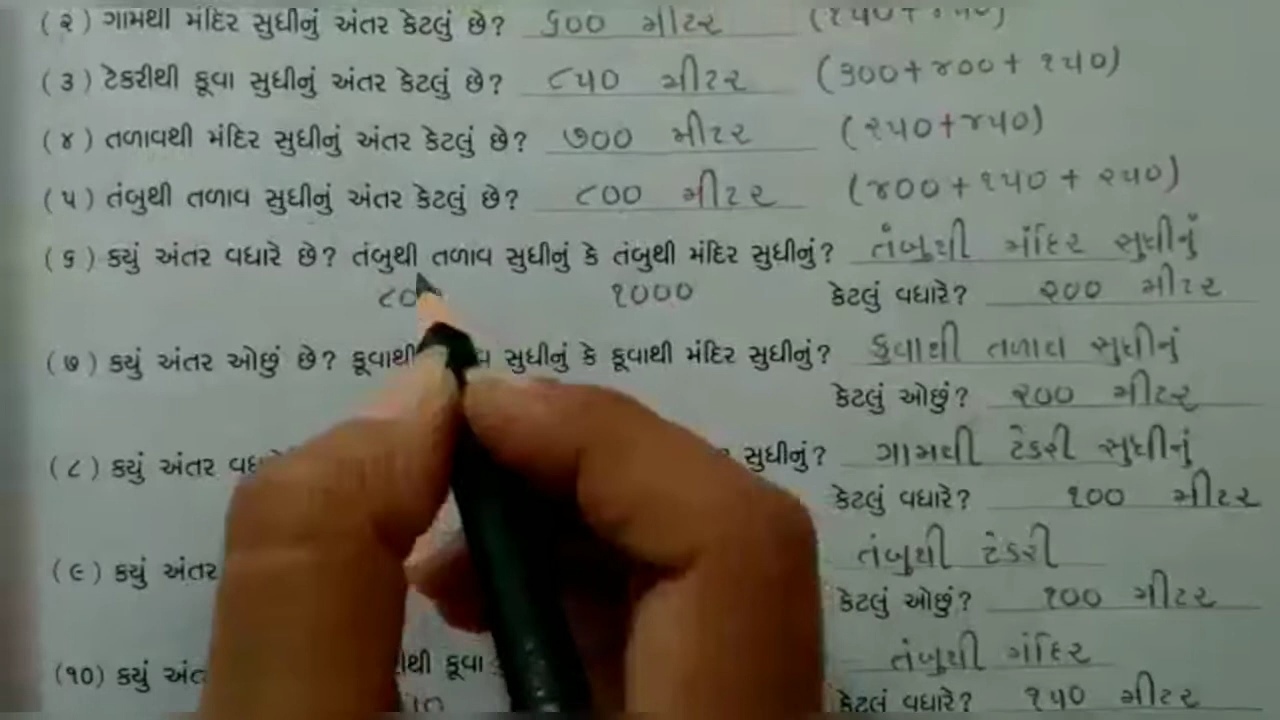 (૨) ગામથી મંદિર સુધીનું અંતર કેટલું છે? ૬૦૦ મીટર
(૩) ટેકરીથી કૂવા સુધીનું અંતર કેટલું છે? ૮૫૦ મીટર (૩૦૦+૪૦૦+૧૫૦)
(૪) તળાવથી મંદિર સુધીનું અંતર કેટલું છે? ૭૦૦ મીટર (૨૫૦+૪૫૦)
(૫) તંબુથી તળાવ સુધીનું અંતર કેટલું છે? ૮૦૦ મીટર (૪૦૦+૧૫૦+૨૫૦)
(૬) કયું અંતર વધારે છે? તંબુથી તળાવ સુધીનું કે તંબુથી મંદિર સુધીનું? તંબુથી મંદિર સુધીનું
૧૦૦૦ કેટલું વધારે? ૨૦૦ મીટર
(૭) કયું અંતર ઓછું છે? કૂવાથી સુધીનું કે કૂવાથી મંદિર સુધીનું? કુવાથી તળાવ સુધીનું
કેટલું ઓછું? ૨૦૦ મીટર
(૮) કયું અંતર સુધીનું? ગામથી ટેકરી સુધીનું
કેટલું વધારે? ૧૦૦ મીટર
(૯) કયું અંતર તંબુથી ટેકરી
કેટલું ઓછું? ૧૦૦ મીટર
(૧૦) કયું કૂવા તંબુથી મંદિર
કેટલું વધારે? ૧૫૦ મીટર